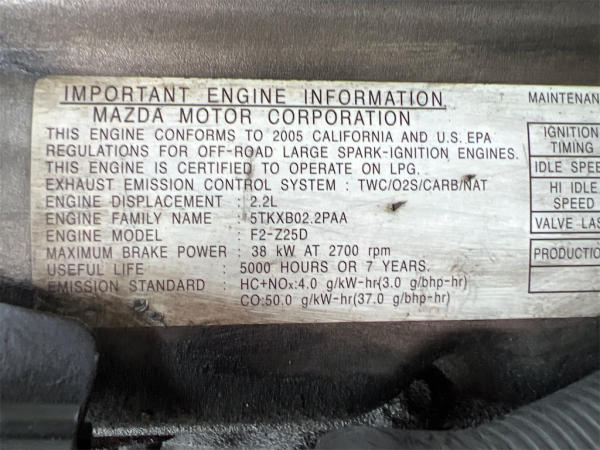 IMPORTANT ENGINE INFORMATION
MAZDA MOTOR CORPORATION
THIS ENGINE CONFORMS TO 2005 CALIFORNIA AND U.S. EPA
REGULATIONS FOR OFF-ROAD LARGE SPARK-IGNITION ENGINES.
THIS ENGINE IS CERTIFIED TO OPERATE ON LPG.
EXHAUST EMISSION CONTROL SYSTEM : TWC/O2S/CARB/NAT
ENGINE DISPLACEMENT : 2.2L
ENGINE FAMILY NAME : 5TKXB02.2PAA
ENGINE MODEL : F2-Z25D
MAXIMUM BRAKE POWER : 38 kW AT 2700 rpm
USEFUL LIFE : 5000 HOURS OR 7 YEARS.
EMISSION STANDARD : HC+NOx:4.0 g/kW-hr(3.0 g/bhp-hr)
CO:50.0 g/kW-hr(37.0 g/bhp-hr)
MAINTENAN
IGNITION
TIMING
IDLE SPEED
HI IDLE
SPEED
VALVE LAS
PRODUCTIO